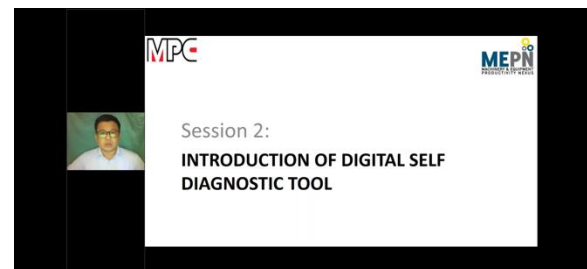 MPC
MEPN
MACHINERY & EQUIPMENT
PRODUCTIVITY NEXUS
Session 2:
INTRODUCTION OF DIGITAL SELF
DIAGNOSTIC TOOL